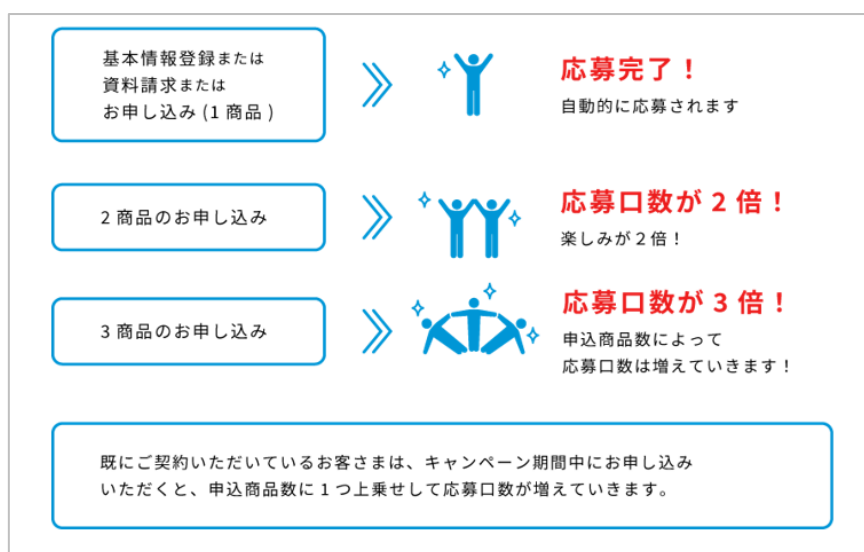 基本情報登録または
資料請求または
お申し込み(1商品)
応募完了！
自動的に応募されます
2商品のお申し込み
応募口数が2倍！
楽しみが2倍！
3商品のお申し込み
応募口数が3倍！
申込商品数によって
応募口数は増えていきます！
既にご契約いただいているお客さまは、キャンペーン期間中にお申し込み
いただくと、申込商品数に1つ上乗せして応募口数が増えていきます。